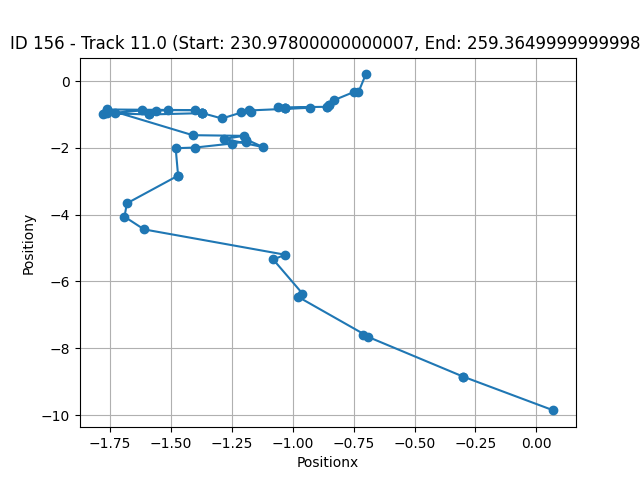 ID 156 - Track 11.0 (Start: 230.97800000000007, End: 259.3649999999998
0
−2
−4
−6
−8
−10
Positiony
−1.75 −1.50 −1.25 −1.00 −0.75 −0.50 −0.25 0.00
Positionx